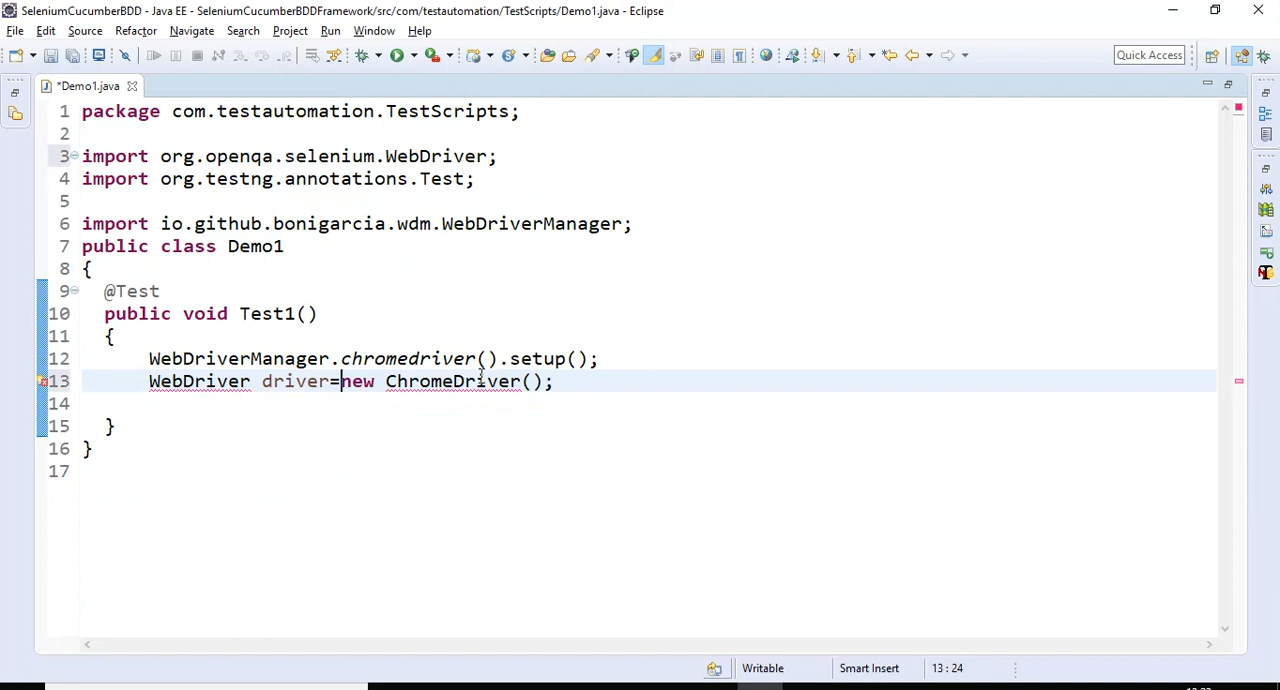 SeleniumCucumberBDD - Java EE - SeleniumCucumberBDDFramework/src/com/testautomation/TestScripts/Demo1.java - Eclipse
File Edit Source Refactor Navigate Search Project Run Window Help
Quick Access
*Demo1.java
1 package com.testautomation.TestScripts;
2
3 import org.openqa.selenium.WebDriver;
4 import org.testng.annotations.Test;
5
6 import io.github.bonigarcia.wdm.WebDriverManager;
7 public class Demo1
8 {
9 @Test
10 public void Test1()
11 {
12 WebDriverManager.chromedriver().setup();
13 WebDriver driver=new ChromeDriver();
14
15 }
16 }
17
Writable Smart Insert 13 : 24